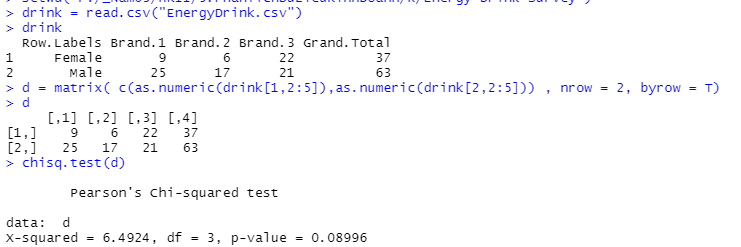 > drink = read.csv("EnergyDrink.csv")
> drink
Row.Labels Brand.1 Brand.2 Brand.3 Grand.Total
1 Female 9 6 22 37
2 Male 25 17 21 63
> d = matrix( c(as.numeric(drink[1,2:5]),as.numeric(drink[2,2:5])) , nrow = 2, byrow = T)
> d
[,1] [,2] [,3] [,4]
[1,] 9 6 22 37
[2,] 25 17 21 63
> chisq.test(d)
Pearson's Chi-squared test
data: d
X-squared = 6.4924, df = 3, p-value = 0.08996